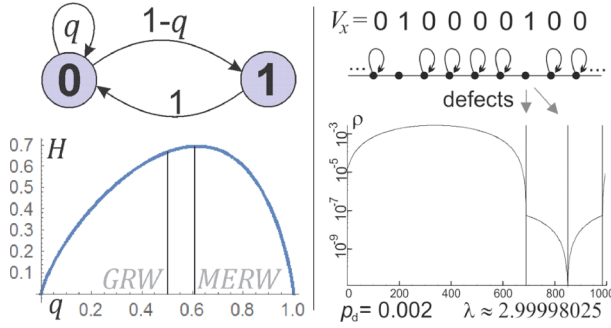 q
1-q
0
1
1
0.7
H
0.6
0.5
0.4
0.3
0.2
0.1
GRW
MERW
q
0.2
0.4
0.6
0.8
1.0
Vₓ= 0 1 0 0 0 0 0 1 0 0
... ...
defects
ρ
10⁻³
10⁻⁷
10⁻⁹
0 200 400 600 800 1000
p_d= 0.002 λ ≈ 2.99998025